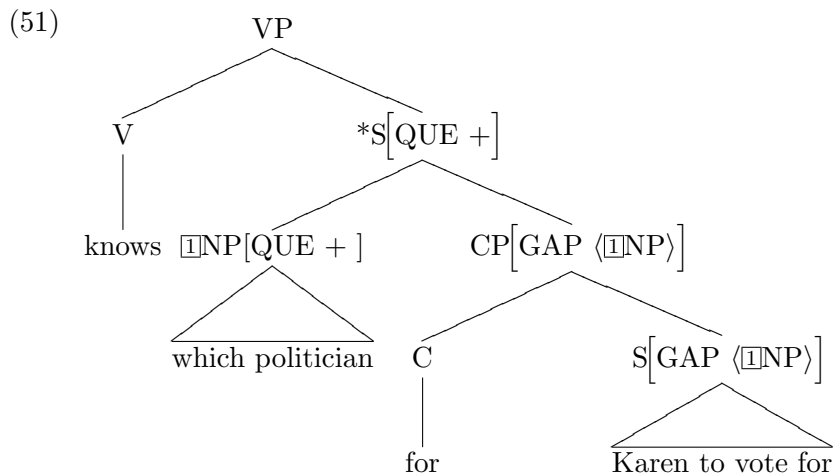 (51)
VP
V *S[QUE +]
knows 1NP[QUE + ] CP[GAP ⟨1NP⟩]
which politician C S[GAP ⟨1NP⟩]
for Karen to vote for